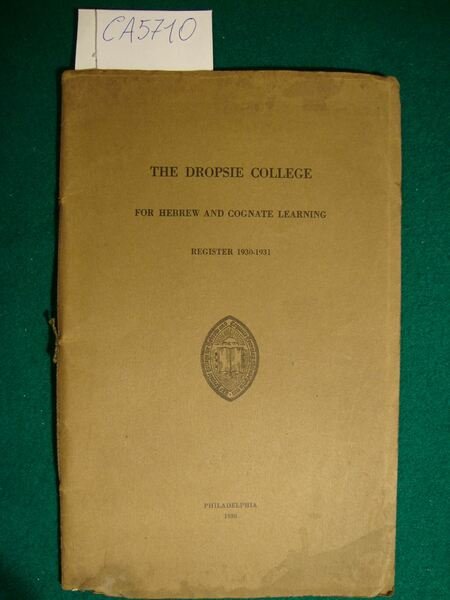 CA5710
THE DROPSIE COLLEGE
FOR HEBREW AND COGNATE LEARNING
REGISTER 1930-1931
PHILADELPHIA
1930